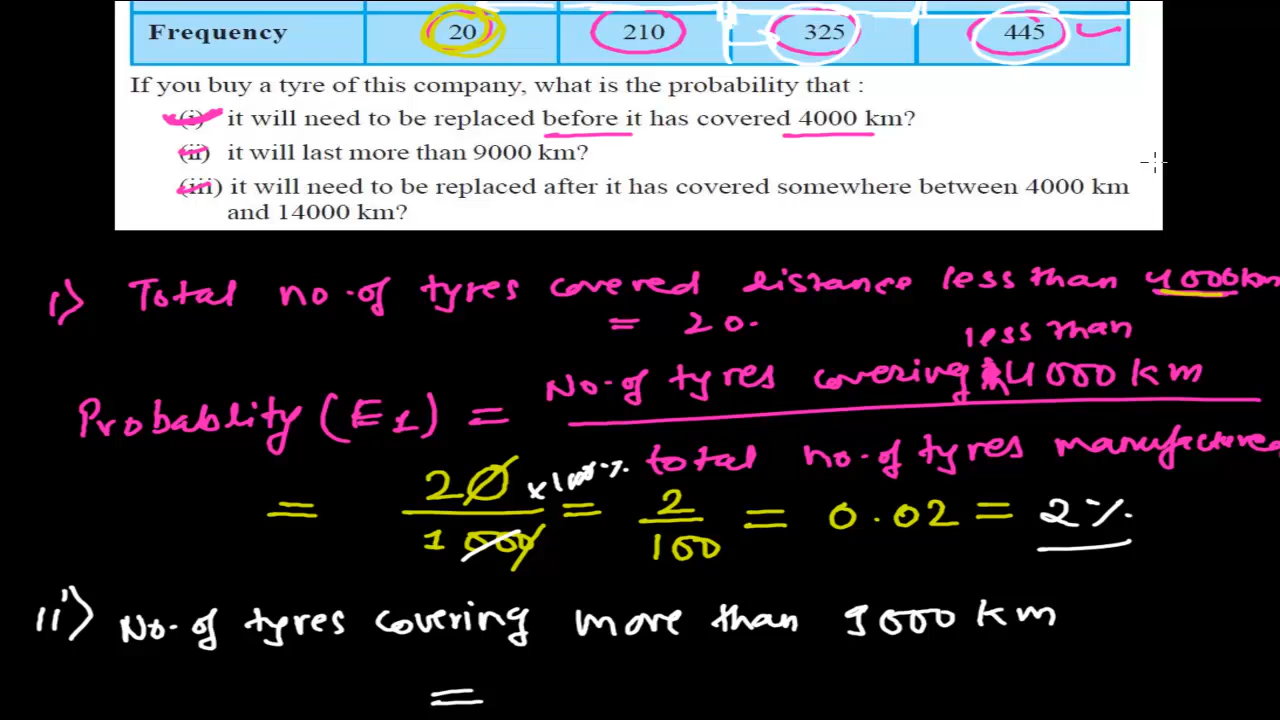 Frequency 20 210 325 445
If you buy a tyre of this company, what is the probability that :
(i) it will need to be replaced before it has covered 4000 km?
(ii) it will last more than 9000 km?
(iii) it will need to be replaced after it has covered somewhere between 4000 km
and 14000 km?
i) Total no. of tyres covered distance less than 4000km
= 20.
less than
Probablity (E1) = No. of tyres covering 4000 km
total no. of tyres manufactured
= 20/1000 x100% = 2/100 = 0.02 = 2%
ii) No. of tyres covering more than 9000 km
=